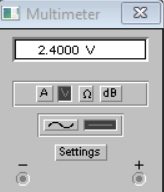 Multimeter
2.4000 V
A V Ω dB
Settings
− +